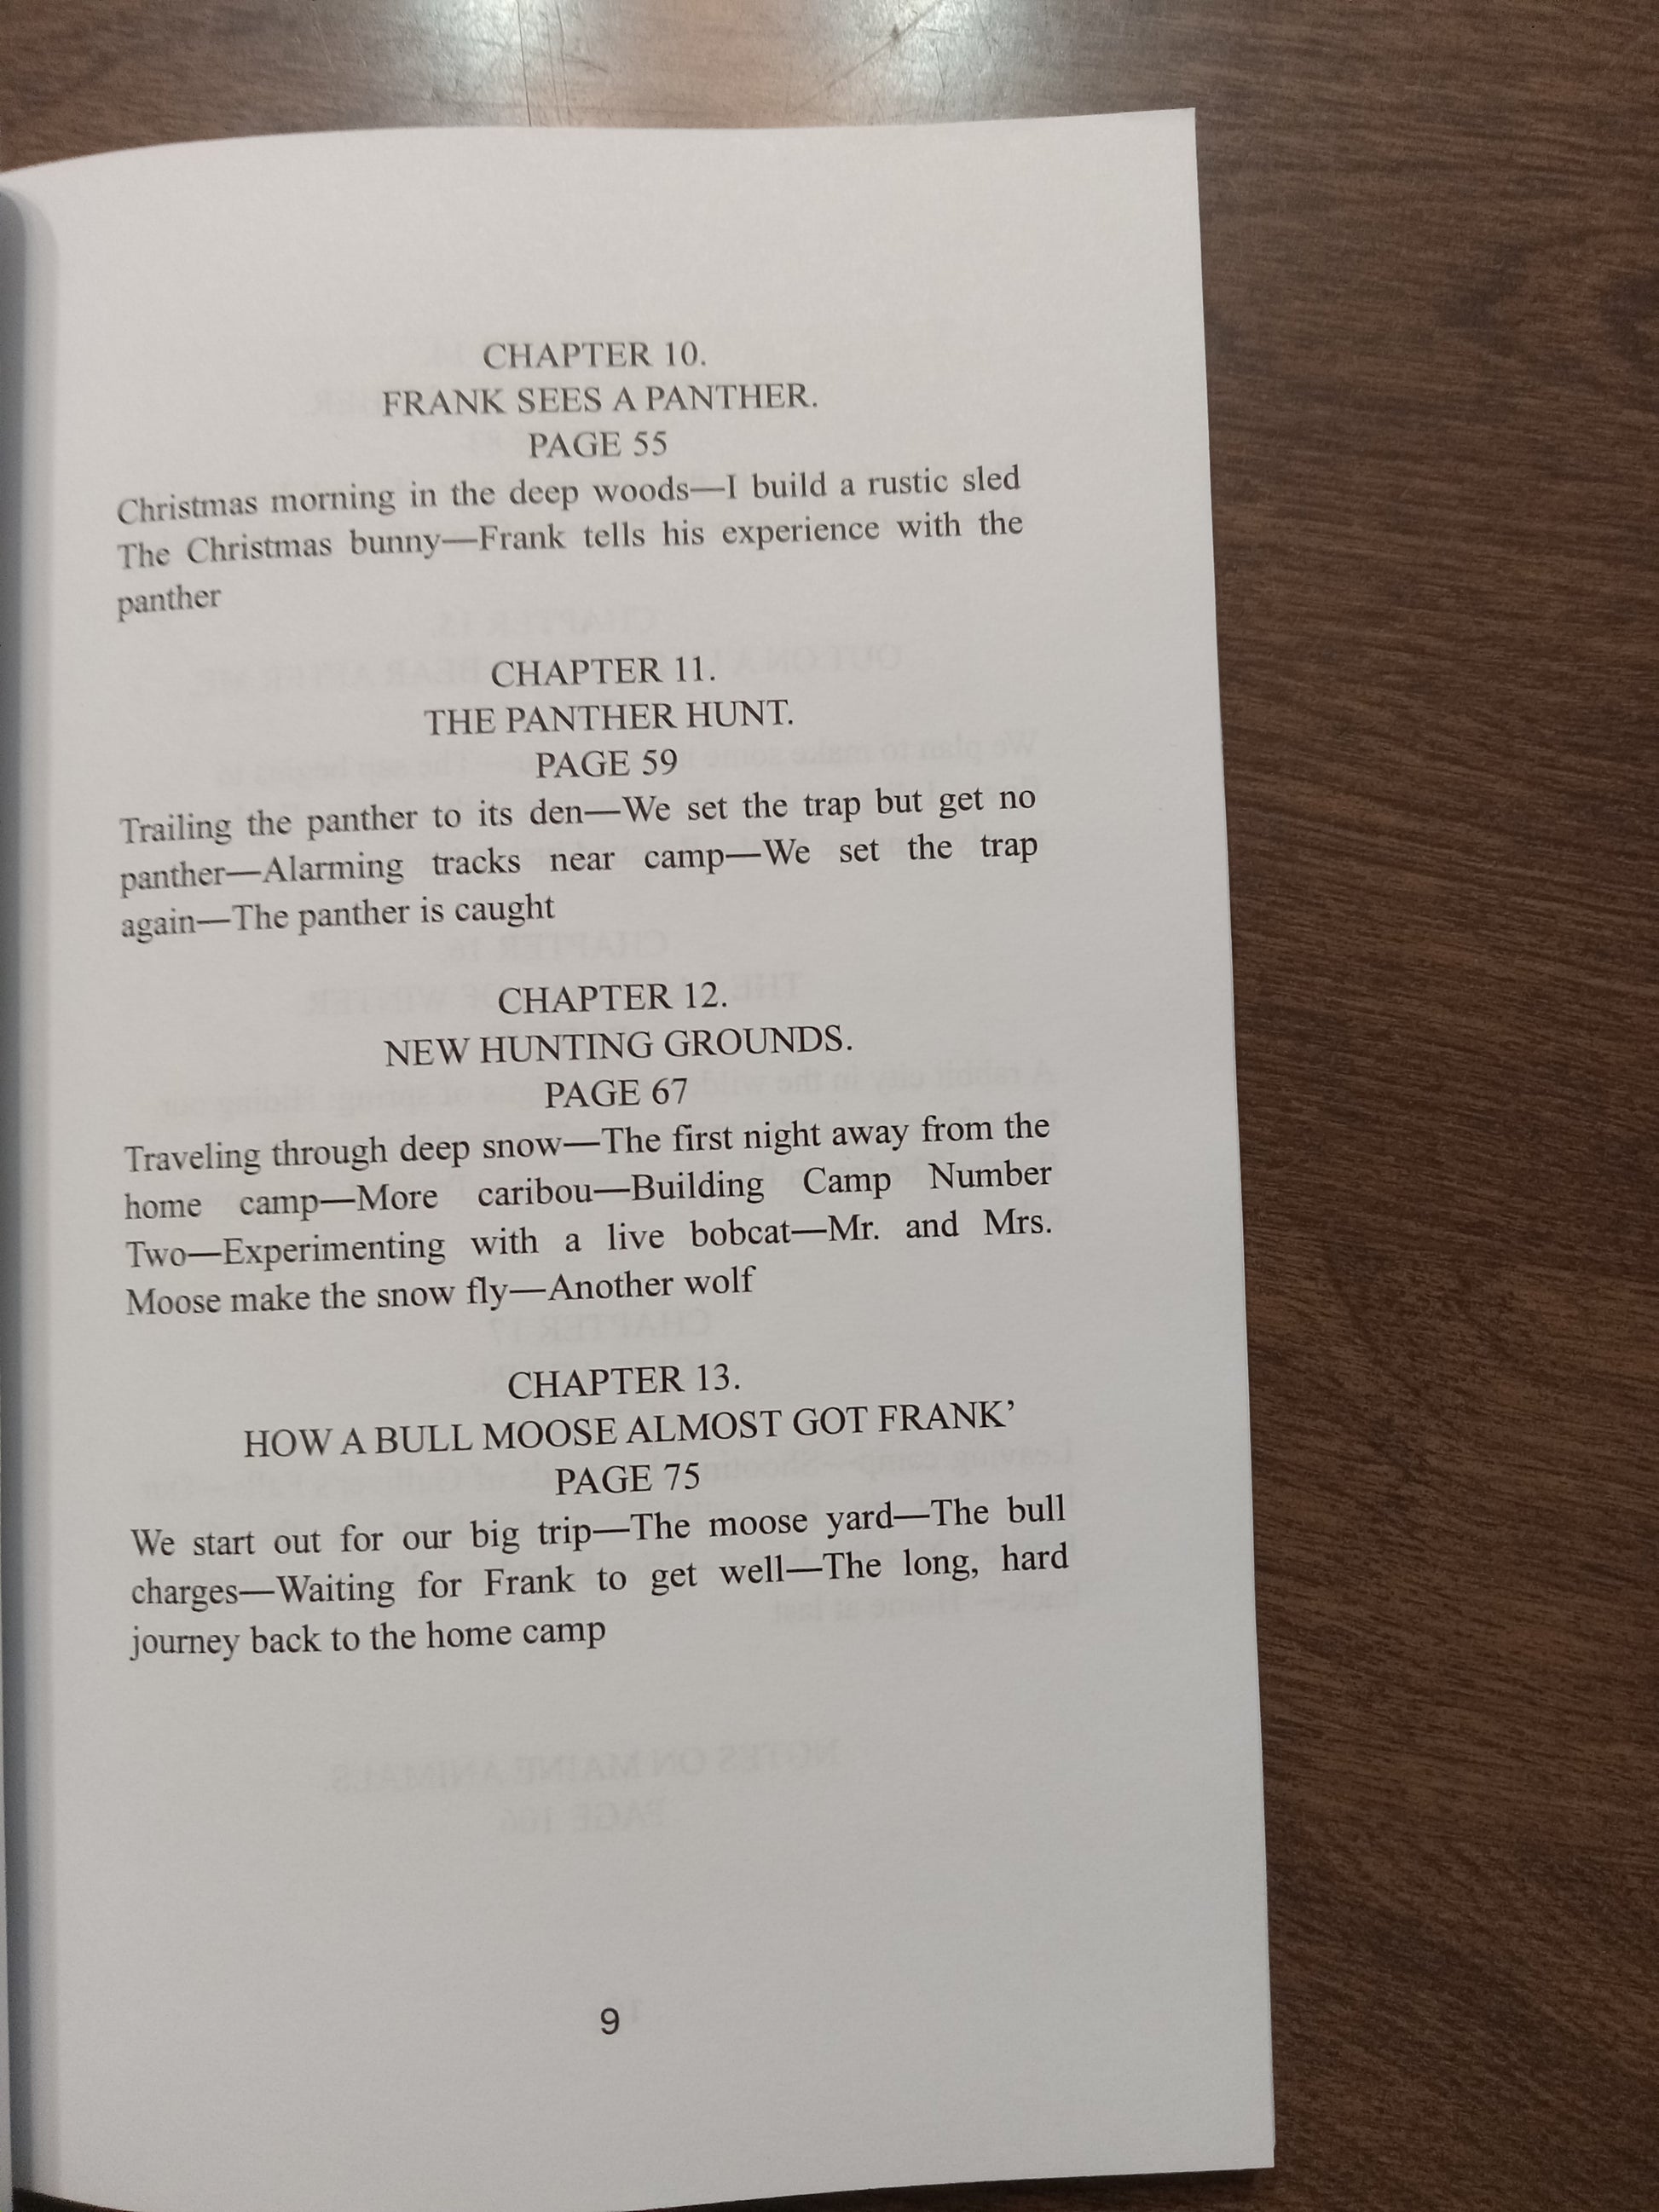 CHAPTER 10.
FRANK SEES A PANTHER.
PAGE 55
Christmas morning in the deep woods—I build a rustic sled
The Christmas bunny—Frank tells his experience with the
panther
CHAPTER 11.
THE PANTHER HUNT.
PAGE 59
Trailing the panther to its den—We set the trap but get no
panther—Alarming tracks near camp—We set the trap
again—The panther is caught
CHAPTER 12.
NEW HUNTING GROUNDS.
PAGE 67
Traveling through deep snow—The first night away from the
home camp—More caribou—Building Camp Number
Two—Experimenting with a live bobcat—Mr. and Mrs.
Moose make the snow fly—Another wolf
CHAPTER 13.
HOW A BULL MOOSE ALMOST GOT FRANK’
PAGE 75
We start out for our big trip—The moose yard—The bull
charges—Waiting for Frank to get well—The long, hard
journey back to the home camp
9